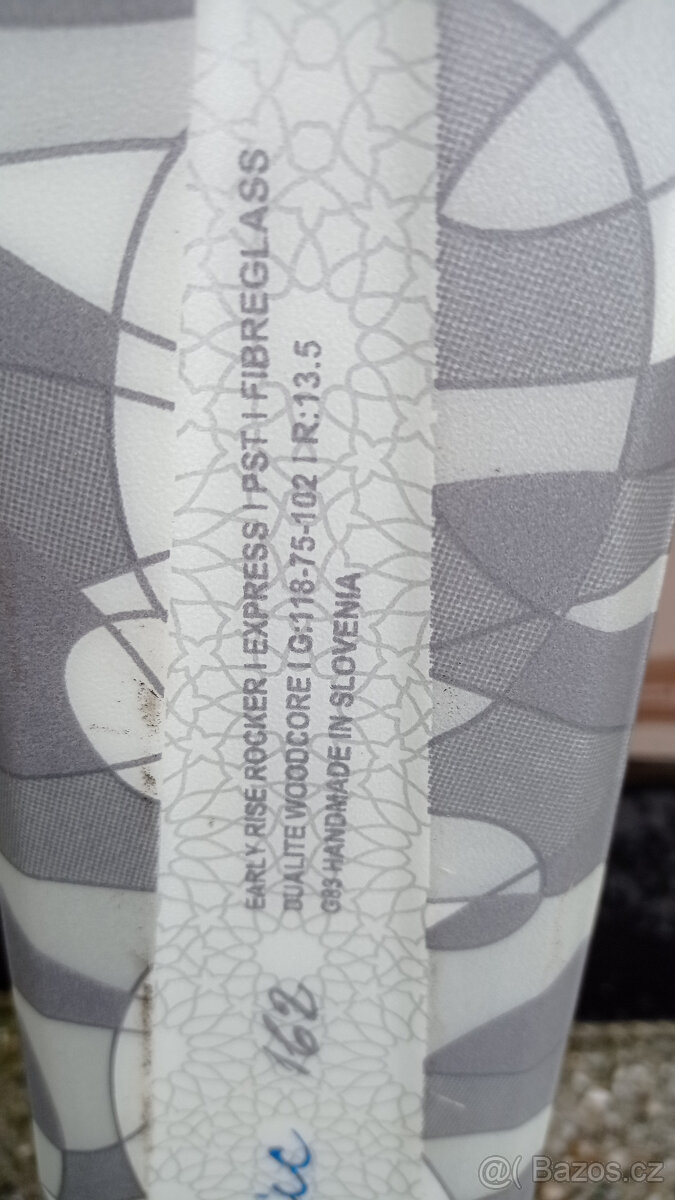 EARLY RISE ROCKER | EXPRESS | PST | FIBREGLASS
DUALITE WOODCORE | G:118-75-102 | R:13.5
G83 HANDMADE IN SLOVENIA
162
@( Bazos.cz